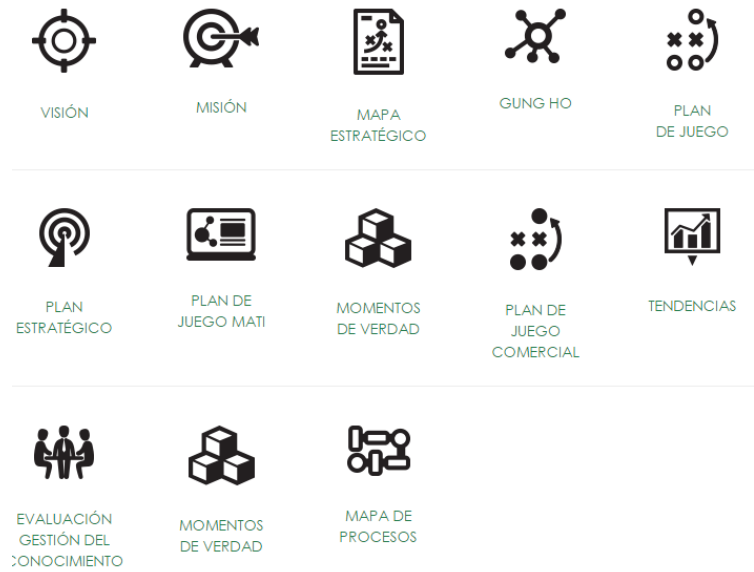 VISIÓN
MISIÓN
MAPA
ESTRATÉGICO
GUNG HO
PLAN
DE JUEGO
PLAN
ESTRATÉGICO
PLAN DE
JUEGO MATI
MOMENTOS
DE VERDAD
PLAN DE
JUEGO
COMERCIAL
TENDENCIAS
EVALUACIÓN
GESTIÓN DEL
CONOCIMIENTO
MOMENTOS
DE VERDAD
MAPA DE
PROCESOS